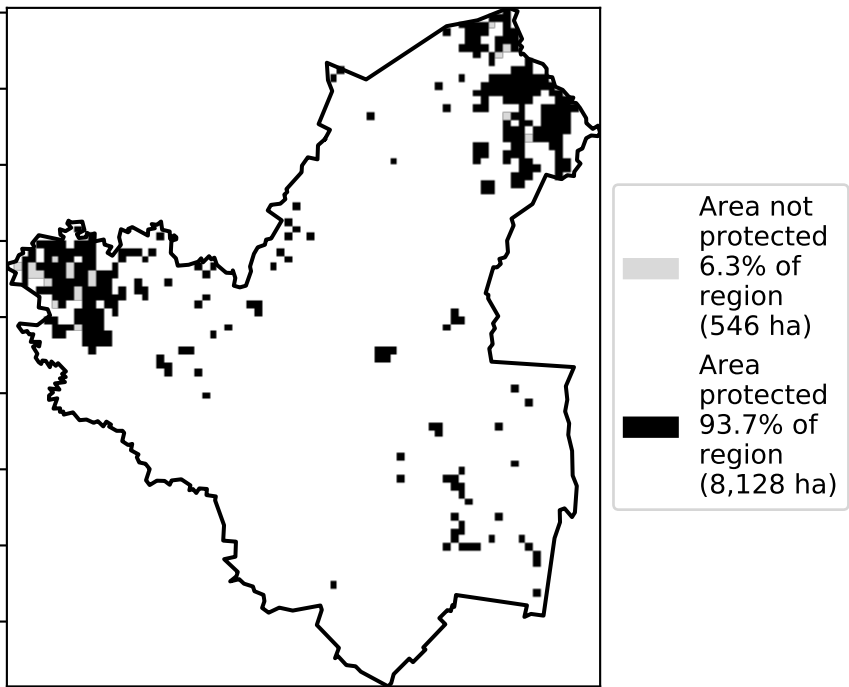 Area not
protected
6.3% of
region
(546 ha)
Area
protected
93.7% of
region
(8,128 ha)